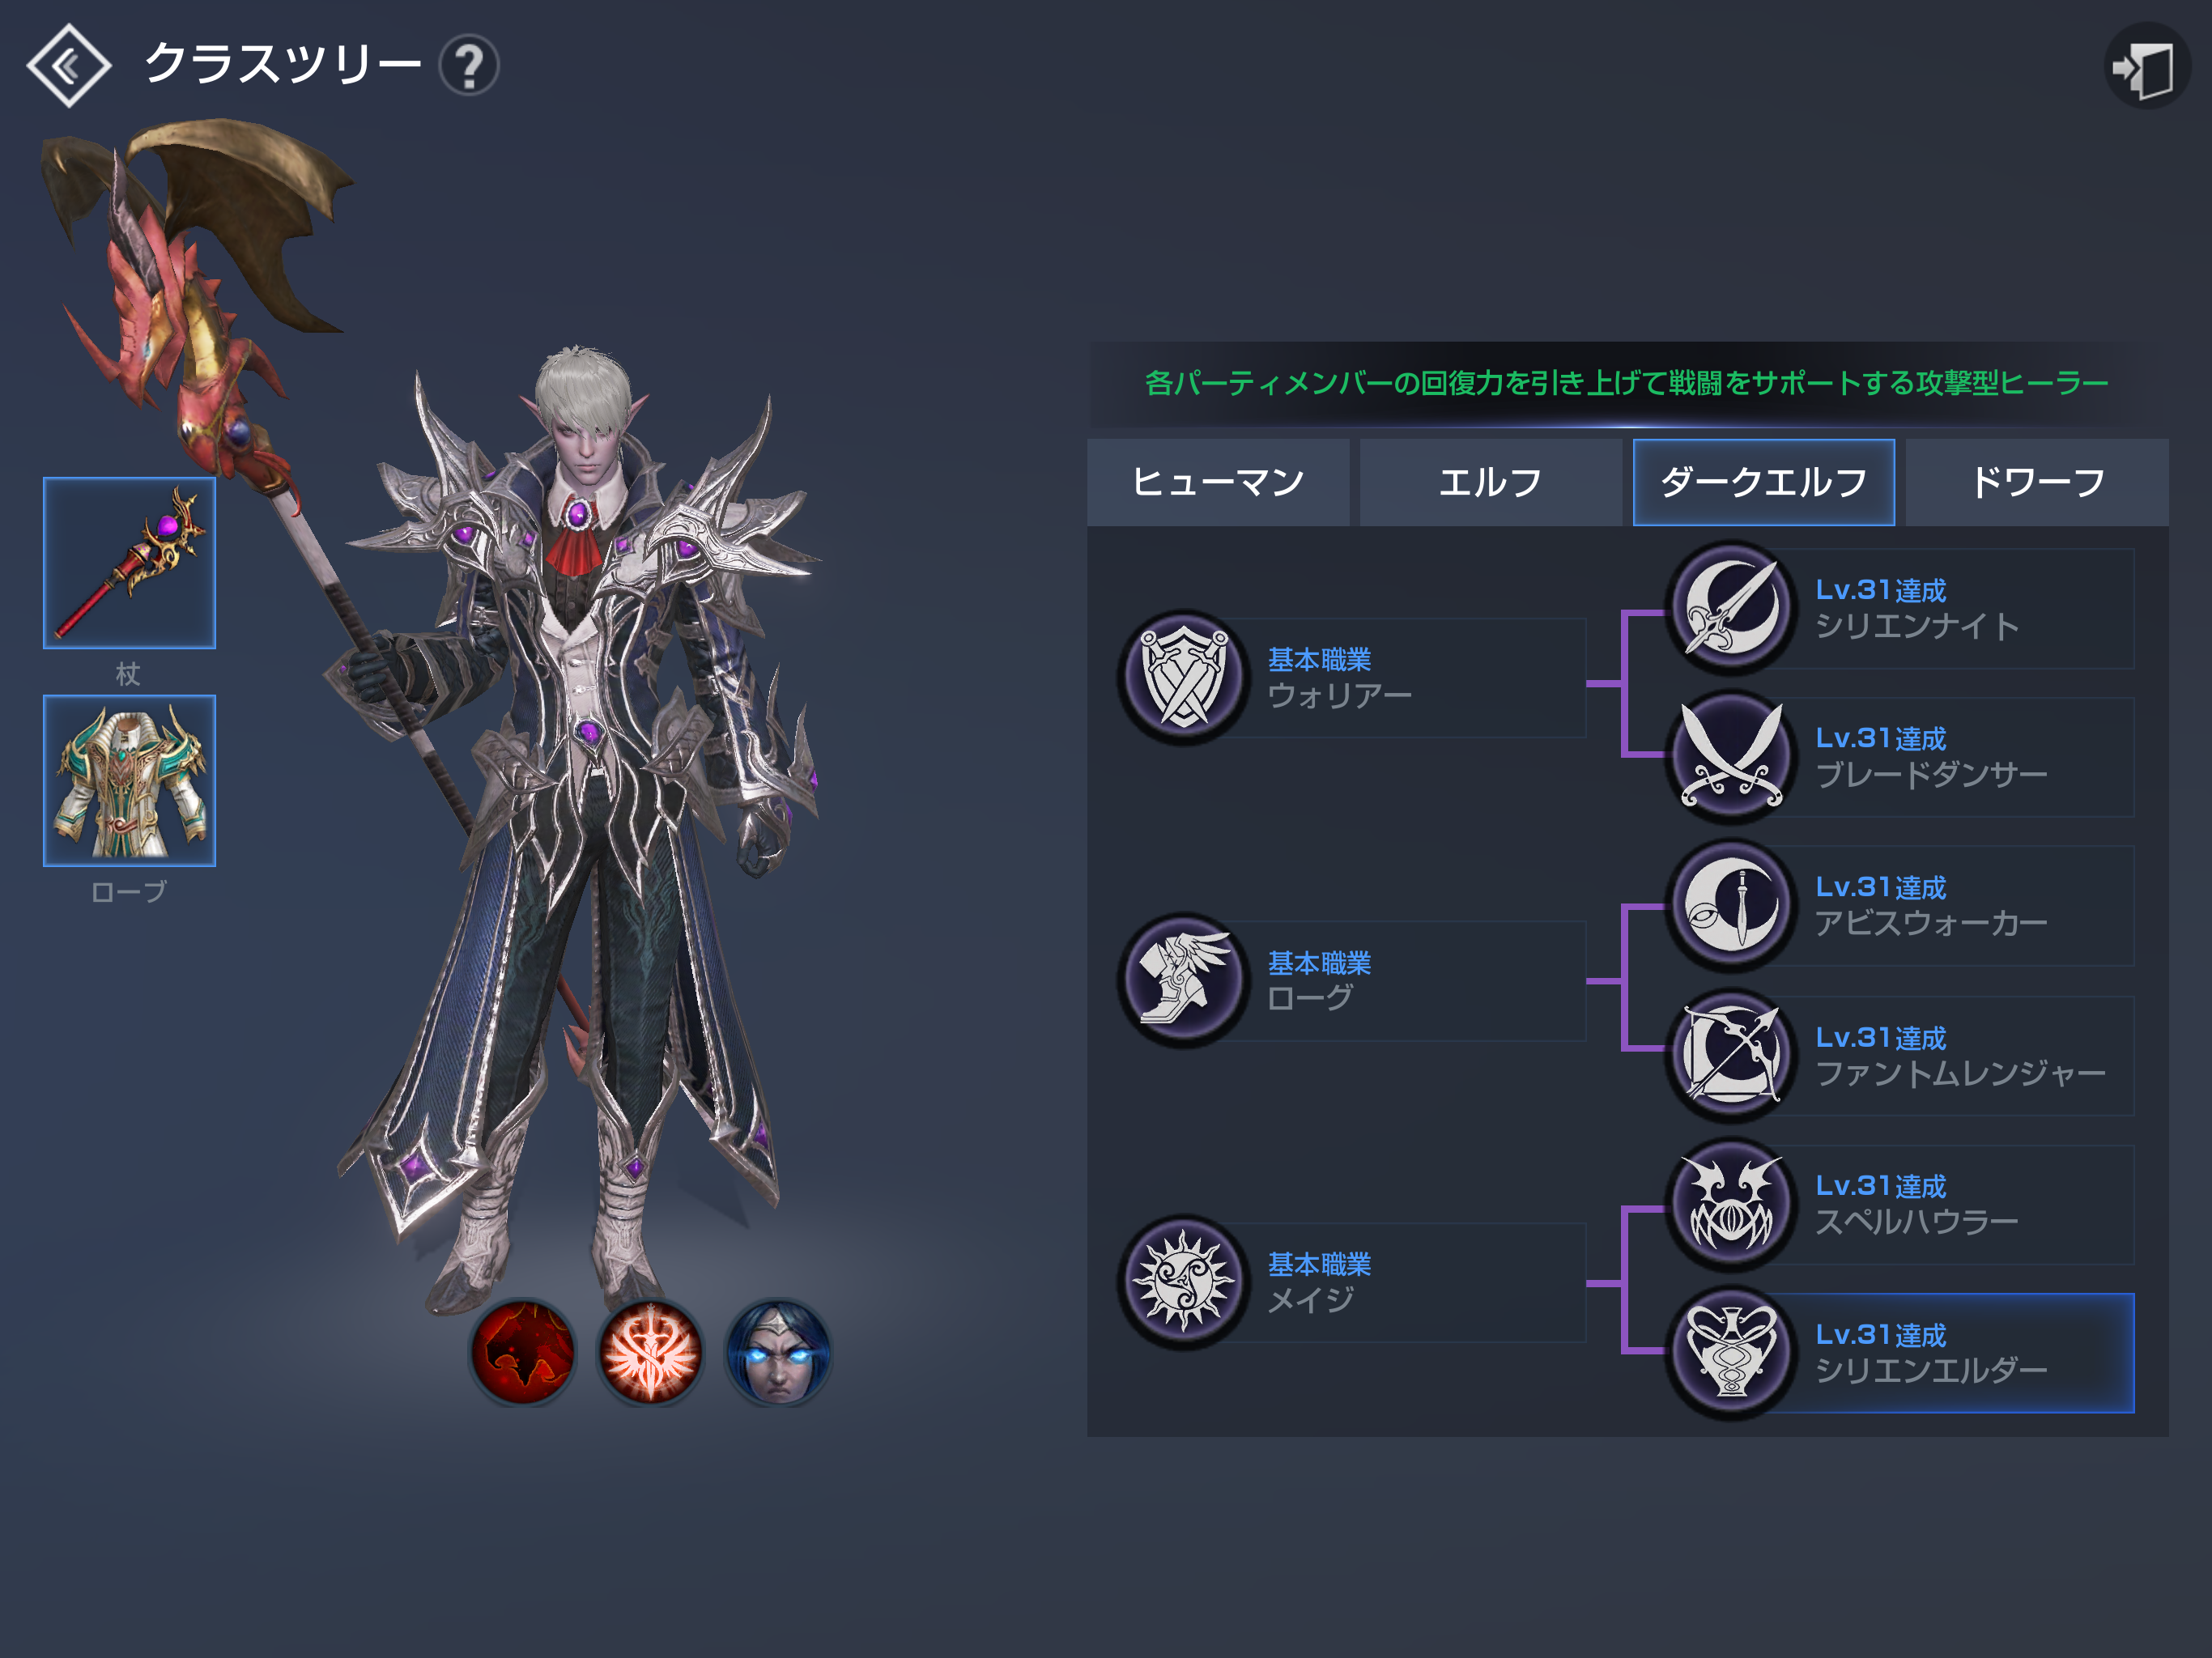 クラスツリー ?
各パーティメンバーの回復力を引き上げて戦闘をサポートする攻撃型ヒーラー
ヒューマン エルフ ダークエルフ ドワーフ
杖
ローブ
基本職業
ウォリアー
Lv.31達成
シリエンナイト
Lv.31達成
ブレードダンサー
基本職業
ローグ
Lv.31達成
アビスウォーカー
Lv.31達成
ファントムレンジャー
基本職業
メイジ
Lv.31達成
スペルハウラー
Lv.31達成
シリエンエルダー